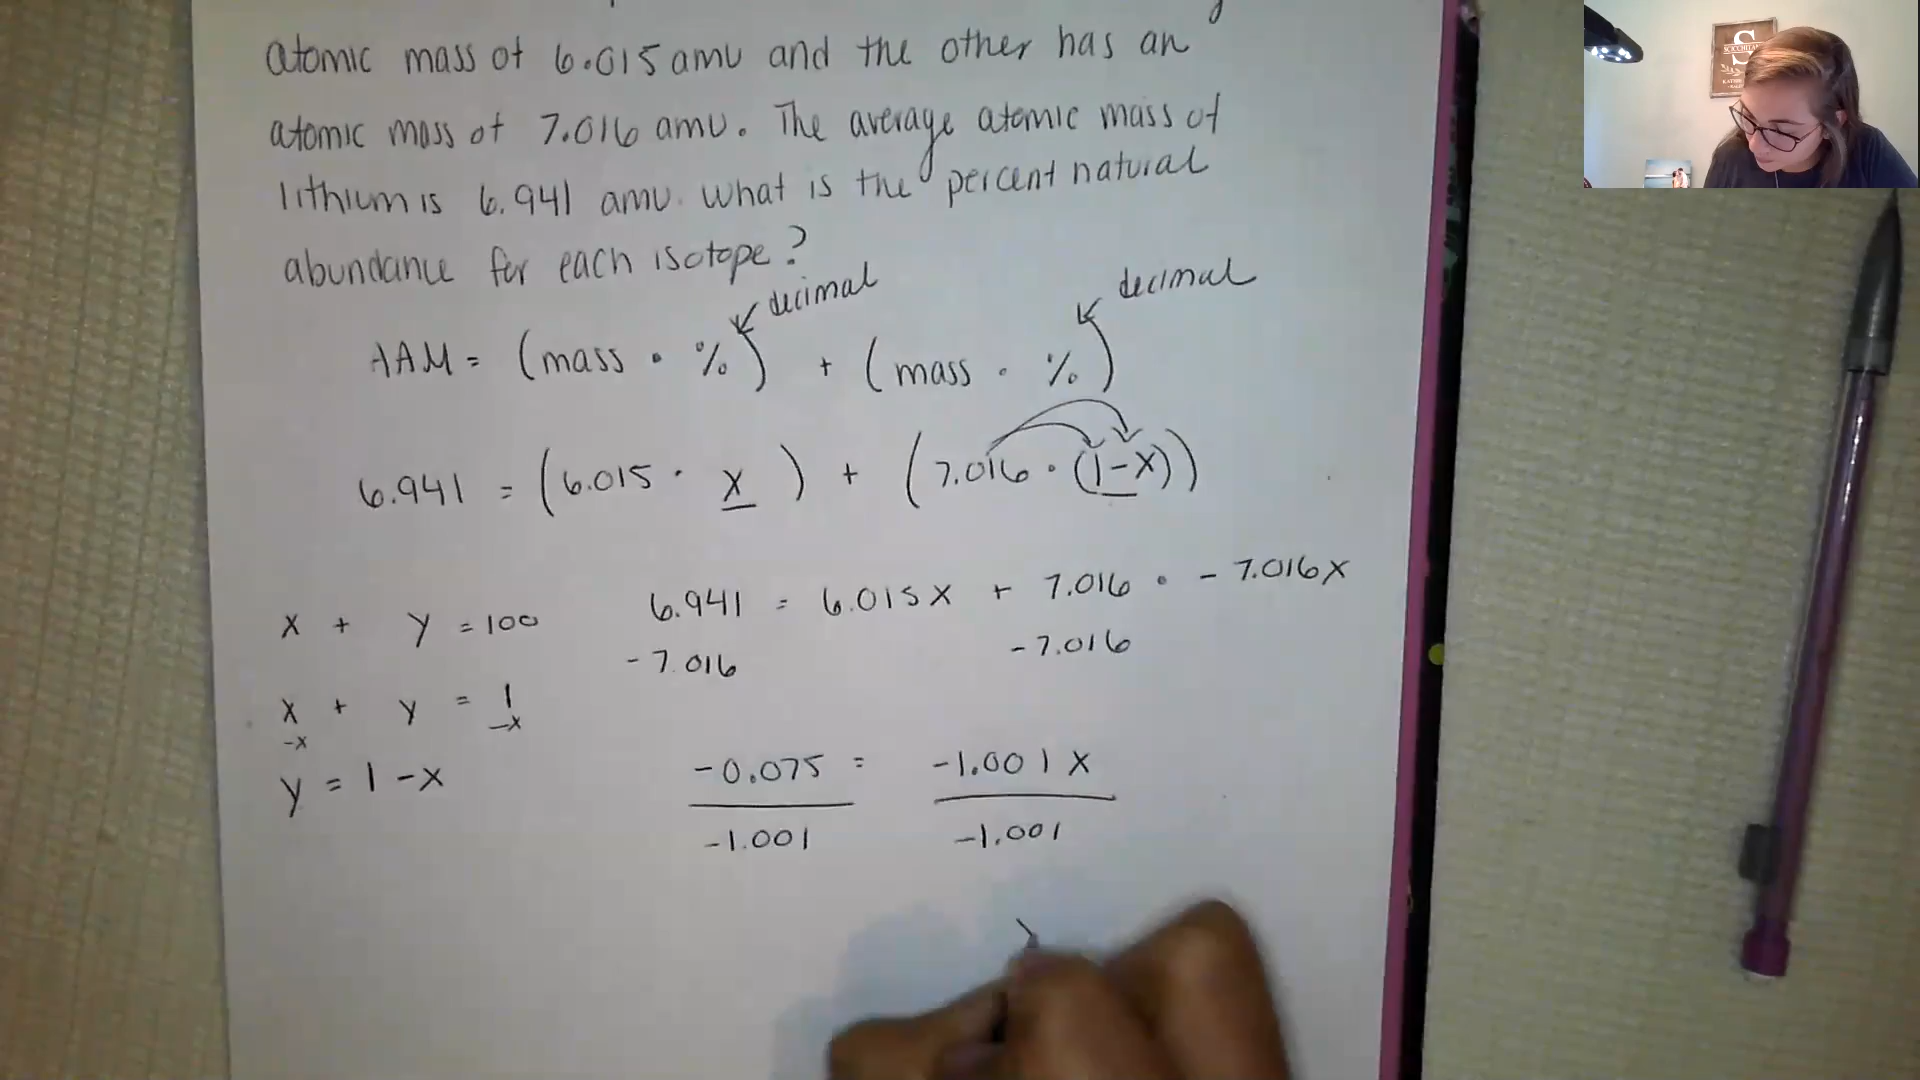 atomic mass of 6.015 amu and the other has an
atomic mass of 7.016 amu. The average atomic mass of
lithium is 6.941 amu. What is the percent natural
abundance for each isotope?
decimal decimal
AAM = (mass · %) + (mass · %)
6.941 = (6.015 · x) + (7.016 · (1-x))
6.941 = 6.015x + 7.016 · - 7.016x
-7.016 -7.016
x + y = 100
x + y = 1
-x -x
y = 1 - x
-0.075 = -1.001 x
-1.001 -1.001
S